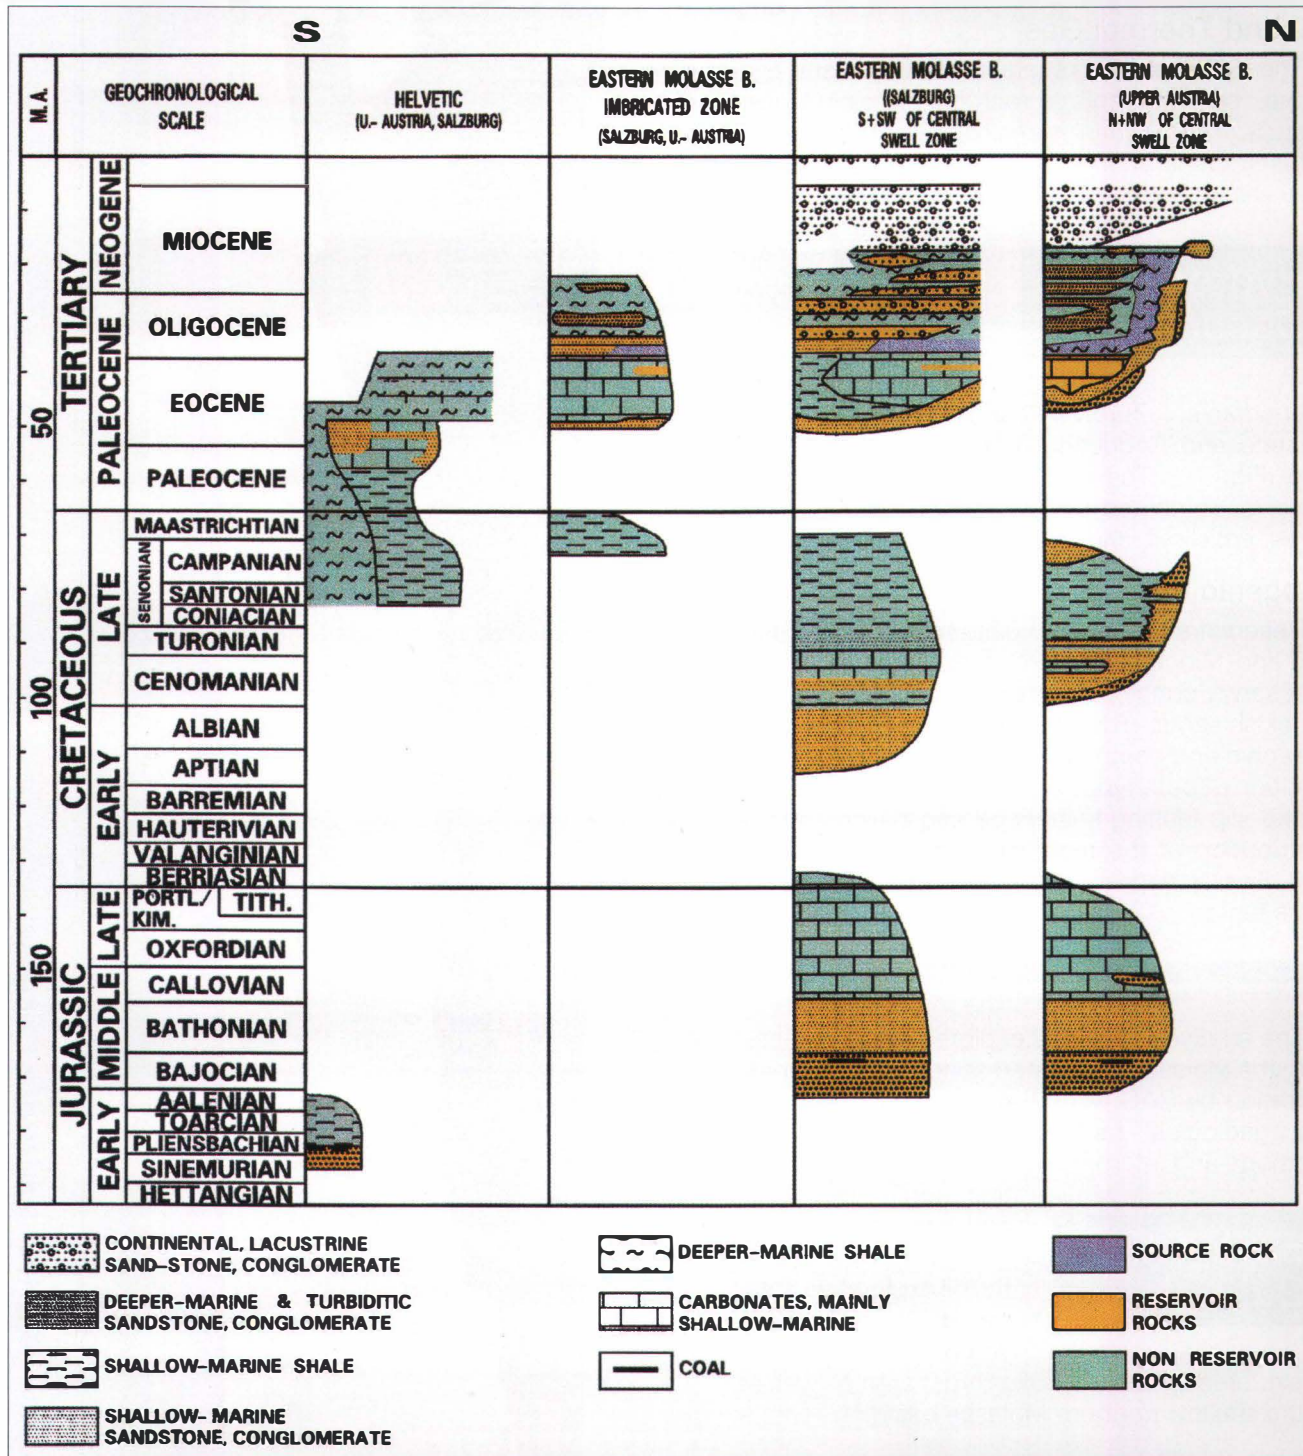 S N
M.A.
GEOCHRONOLOGICAL
SCALE
HELVETIC
(U.- AUSTRIA, SALZBURG)
EASTERN MOLASSE B.
IMBRICATED ZONE
(SALZBURG, U.- AUSTRIA)
EASTERN MOLASSE B.
((SALZBURG)
S+SW OF CENTRAL
SWELL ZONE
EASTERN MOLASSE B.
(UPPER AUSTRIA)
N+NW OF CENTRAL
SWELL ZONE
50
100
150
TERTIARY
CRETACEOUS
JURASSIC
NEOGENE
PALEOCENE
LATE
EARLY
LATE
MIDDLE
EARLY
MIOCENE
OLIGOCENE
EOCENE
PALEOCENE
MAASTRICHTIAN
SENONIAN
CAMPANIAN
SANTONIAN
CONIACIAN
TURONIAN
CENOMANIAN
ALBIAN
APTIAN
BARREMIAN
HAUTERIVIAN
VALANGINIAN
BERRIASIAN
PORTL./
KIM.
TITH.
OXFORDIAN
CALLOVIAN
BATHONIAN
BAJOCIAN
AALENIAN
TOARCIAN
PLIENSBACHIAN
SINEMURIAN
HETTANGIAN
CONTINENTAL, LACUSTRINE
SAND-STONE, CONGLOMERATE
DEEPER-MARINE & TURBIDITIC
SANDSTONE, CONGLOMERATE
SHALLOW-MARINE SHALE
SHALLOW- MARINE
SANDSTONE, CONGLOMERATE
DEEPER-MARINE SHALE
CARBONATES, MAINLY
SHALLOW-MARINE
COAL
SOURCE ROCK
RESERVOIR
ROCKS
NON RESERVOIR
ROCKS